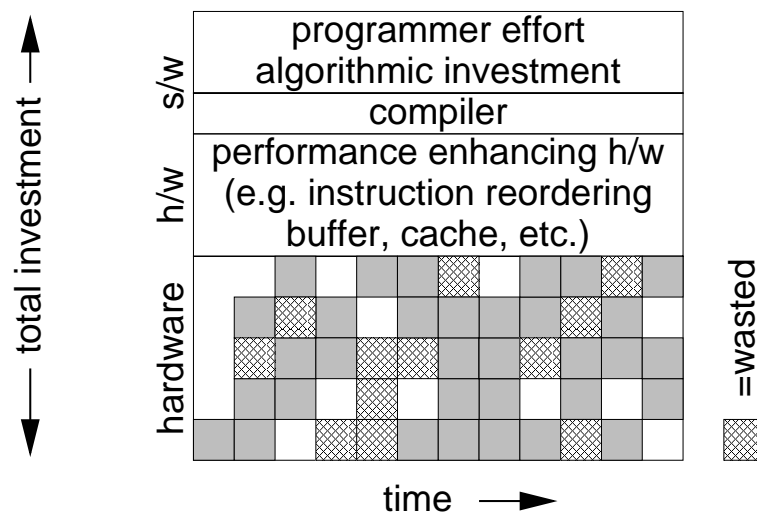 programmer effort
algorithmic investment
compiler
performance enhancing h/w
(e.g. instruction reordering
buffer, cache, etc.)
total investment
s/w
h/w
hardware
=wasted
time